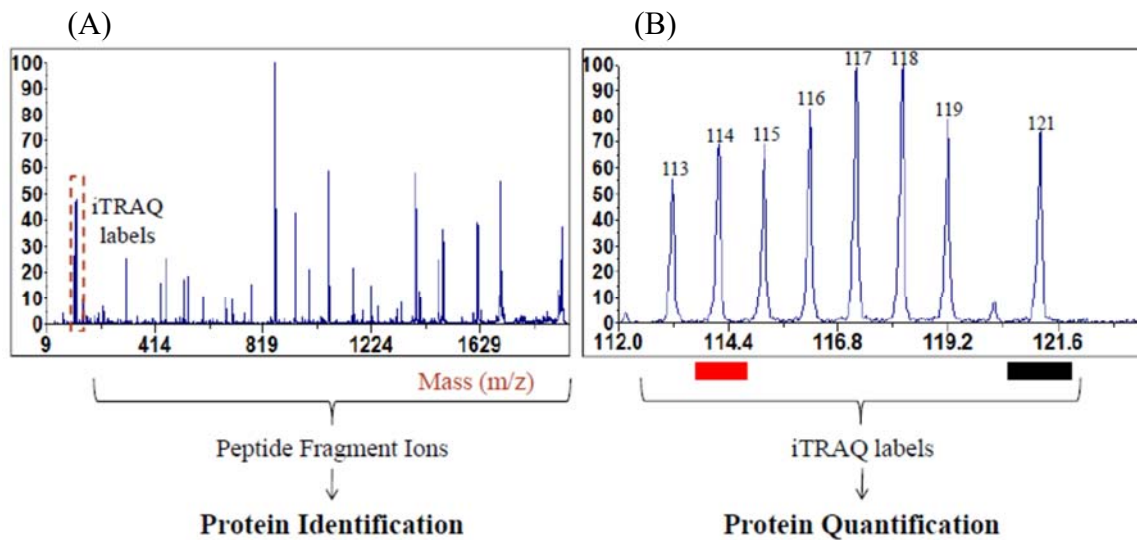 (A)
(B)
100
90
80
70
60
50
40
30
20
10
0
iTRAQ
labels
9 414 819 1224 1629
Mass (m/z)
Peptide Fragment Ions
Protein Identification
100
90
80
70
60
50
40
30
20
10
0
113 114 115 116 117 118 119 121
112.0 114.4 116.8 119.2 121.6
iTRAQ labels
Protein Quantification